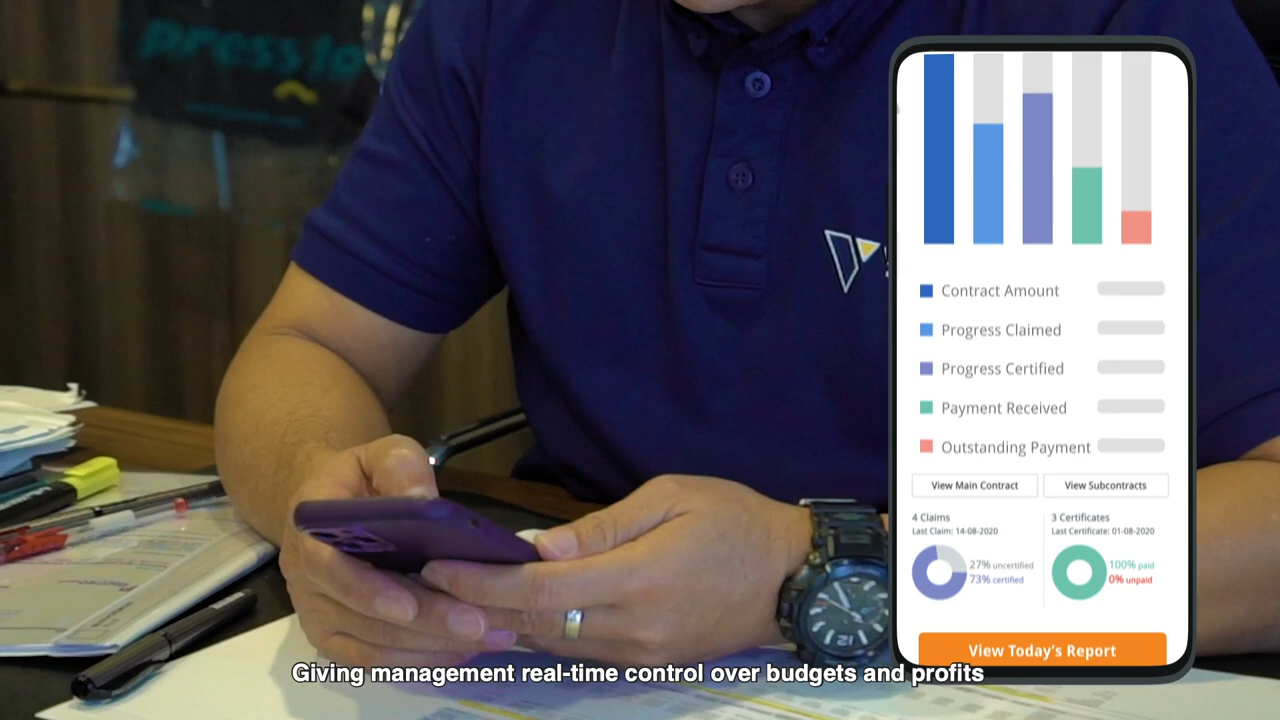 Contract Amount
Progress Claimed
Progress Certified
Payment Received
Outstanding Payment
View Main Contract
View Subcontracts
4 Claims
Last Claim: 14-08-2020
27% uncertified
73% certified
3 Certificates
Last Certificate: 01-08-2020
100% paid
0% unpaid
View Today's Report
Giving management real-time control over budgets and profits